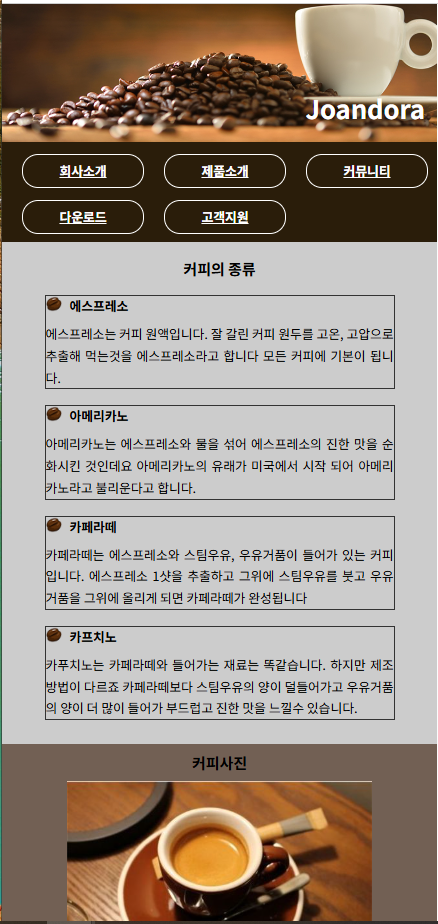 Joandora
회사소개 제품소개 커뮤니티
다운로드 고객지원
커피의 종류
에스프레소
에스프레소는 커피 원액입니다. 잘 갈린 커피 원두를 고온, 고압으로
추출해 먹는것을 에스프레소라고 합니다 모든 커피에 기본이 됩니
다.
아메리카노
아메리카노는 에스프레소와 물을 섞어 에스프레소의 진한 맛을 순
화시킨 것인데요 아메리카노의 유래가 미국에서 시작 되어 아메리
카노라고 불리운다고 합니다.
카페라떼
카페라떼는 에스프레소와 스팀우유, 우유거품이 들어가 있는 커피
입니다. 에스프레소 1샷을 추출하고 그위에 스팀우유를 붓고 우유
거품을 그위에 올리게 되면 카페라떼가 완성됩니다
카프치노
카푸치노는 카페라떼와 들어가는 재료는 똑같습니다. 하지만 제조
방법이 다르죠 카페라떼보다 스팀우유의 양이 덜들어가고 우유거품
의 양이 더 많이 들어가 부드럽고 진한 맛을 느낄수 있습니다.
커피사진